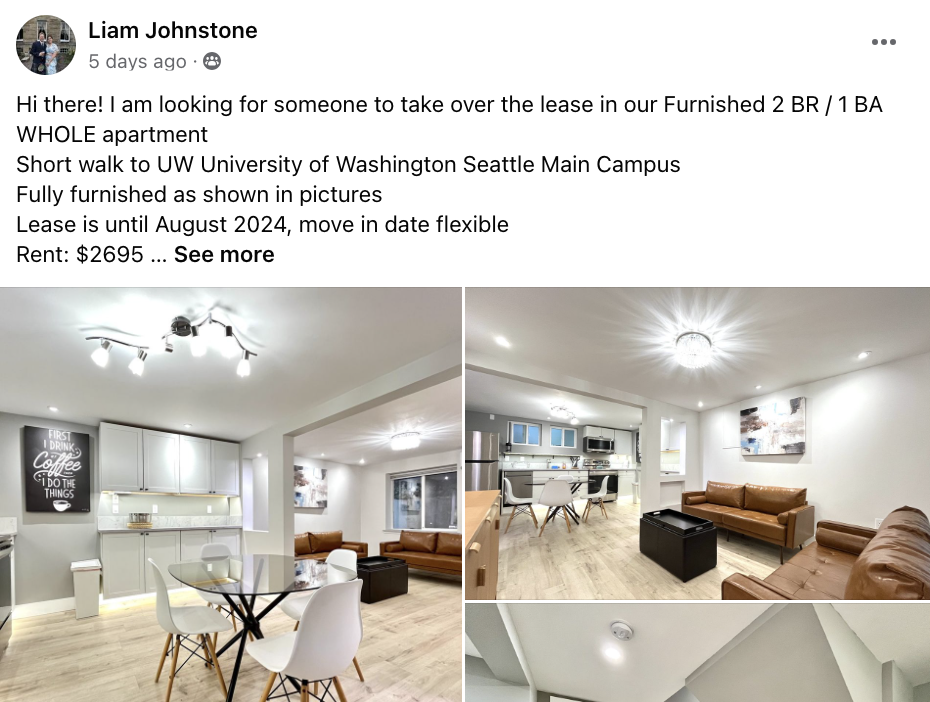 Liam Johnstone
5 days ago ·
Hi there! I am looking for someone to take over the lease in our Furnished 2 BR / 1 BA
WHOLE apartment
Short walk to UW University of Washington Seattle Main Campus
Fully furnished as shown in pictures
Lease is until August 2024, move in date flexible
Rent: $2695 ... See more
FIRST
I DRINK
Coffee
I DO THE
THINGS